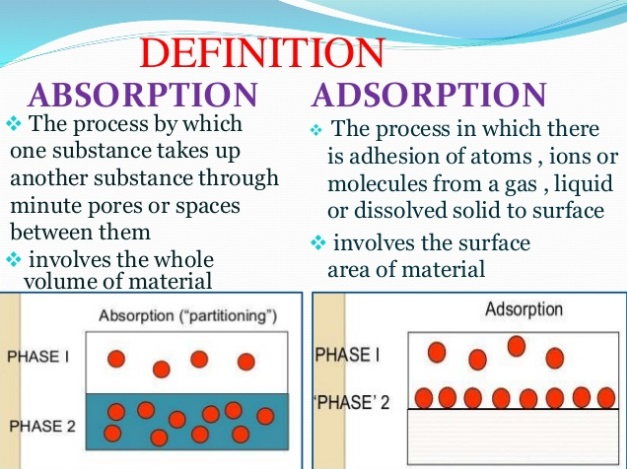 DEFINITION
ABSORPTION
❖ The process by which
one substance takes up
another substance through
minute pores or spaces
between them
❖ involves the whole
volume of material
ADSORPTION
❖ The process in which there
is adhesion of atoms , ions or
molecules from a gas , liquid
or dissolved solid to surface
❖ involves the surface
area of material
Absorption (“partitioning”)
PHASE I
PHASE 2
Adsorption
PHASE I
‘PHASE’ 2